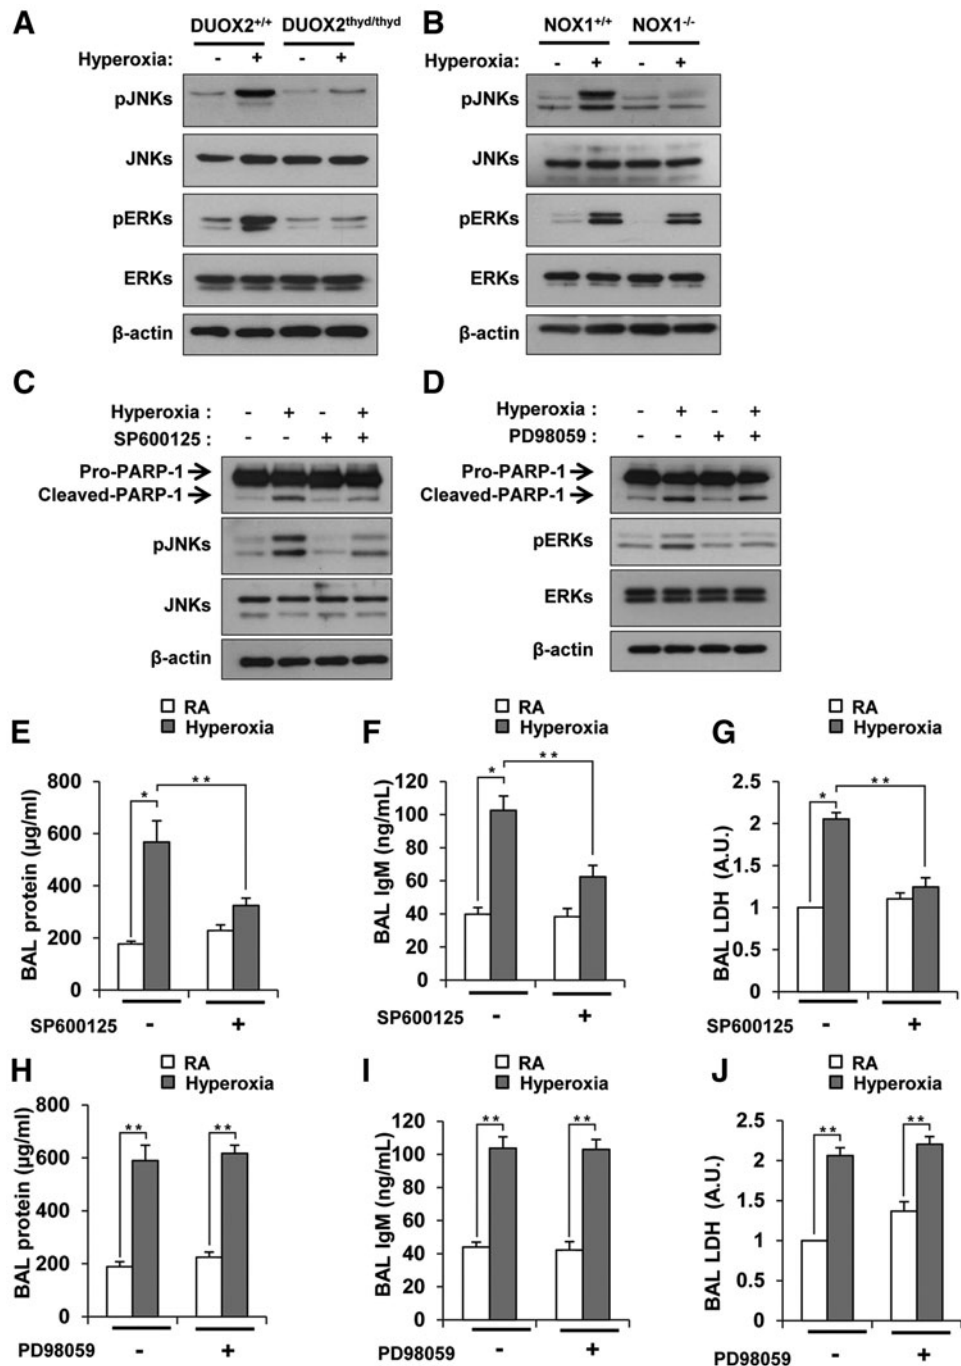 A
DUOX2+/+ DUOX2thyd/thyd
Hyperoxia: - + - +
pJNKs
JNKs
pERKs
ERKs
β-actin
B
NOX1+/+ NOX1-/-
Hyperoxia: - + - +
pJNKs
JNKs
pERKs
ERKs
β-actin
C
Hyperoxia : - + - +
SP600125 : - - + +
Pro-PARP-1
Cleaved-PARP-1
pJNKs
JNKs
β-actin
D
Hyperoxia : - + - +
PD98059 : - - + +
Pro-PARP-1
Cleaved-PARP-1
pERKs
ERKs
β-actin
E
RA
Hyperoxia
BAL protein (µg/ml)
800
600
400
200
0
* **
SP600125 - +
F
RA
Hyperoxia
BAL IgM (ng/mL)
120
100
80
60
40
20
0
* **
SP600125 - +
G
RA
Hyperoxia
BAL LDH (A.U.)
2.5
2
1.5
1
0.5
0
* **
SP600125 - +
H
RA
Hyperoxia
BAL protein (µg/ml)
800
600
400
200
0
** **
PD98059 - +
I
RA
Hyperoxia
BAL IgM (ng/mL)
120
100
80
60
40
20
0
** **
PD98059 - +
J
RA
Hyperoxia
BAL LDH (A.U.)
2.5
2
1.5
1
0.5
0
** **
PD98059 - +